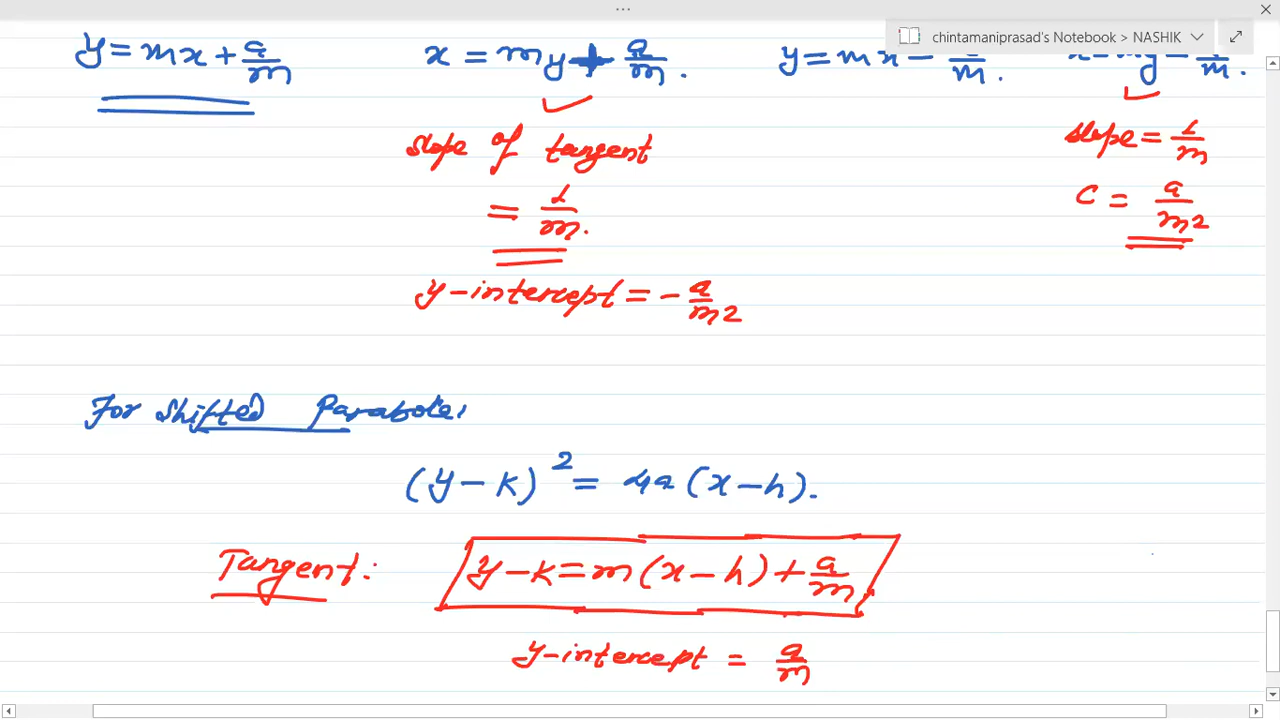 chintamaniprasad's Notebook > NASHIK
y = mx + a/m
x = my + a/m.
y = mx - a/m.
x = my - a/m.
slope of tangent
= 1/m.
y-intercept = - a/m2
slope = 1/m
C = a/m2
For shifted Parabola,
(y-k)² = 4a(x-h).
Tangent: y-k = m(x-h) + a/m
y-intercept = a/m